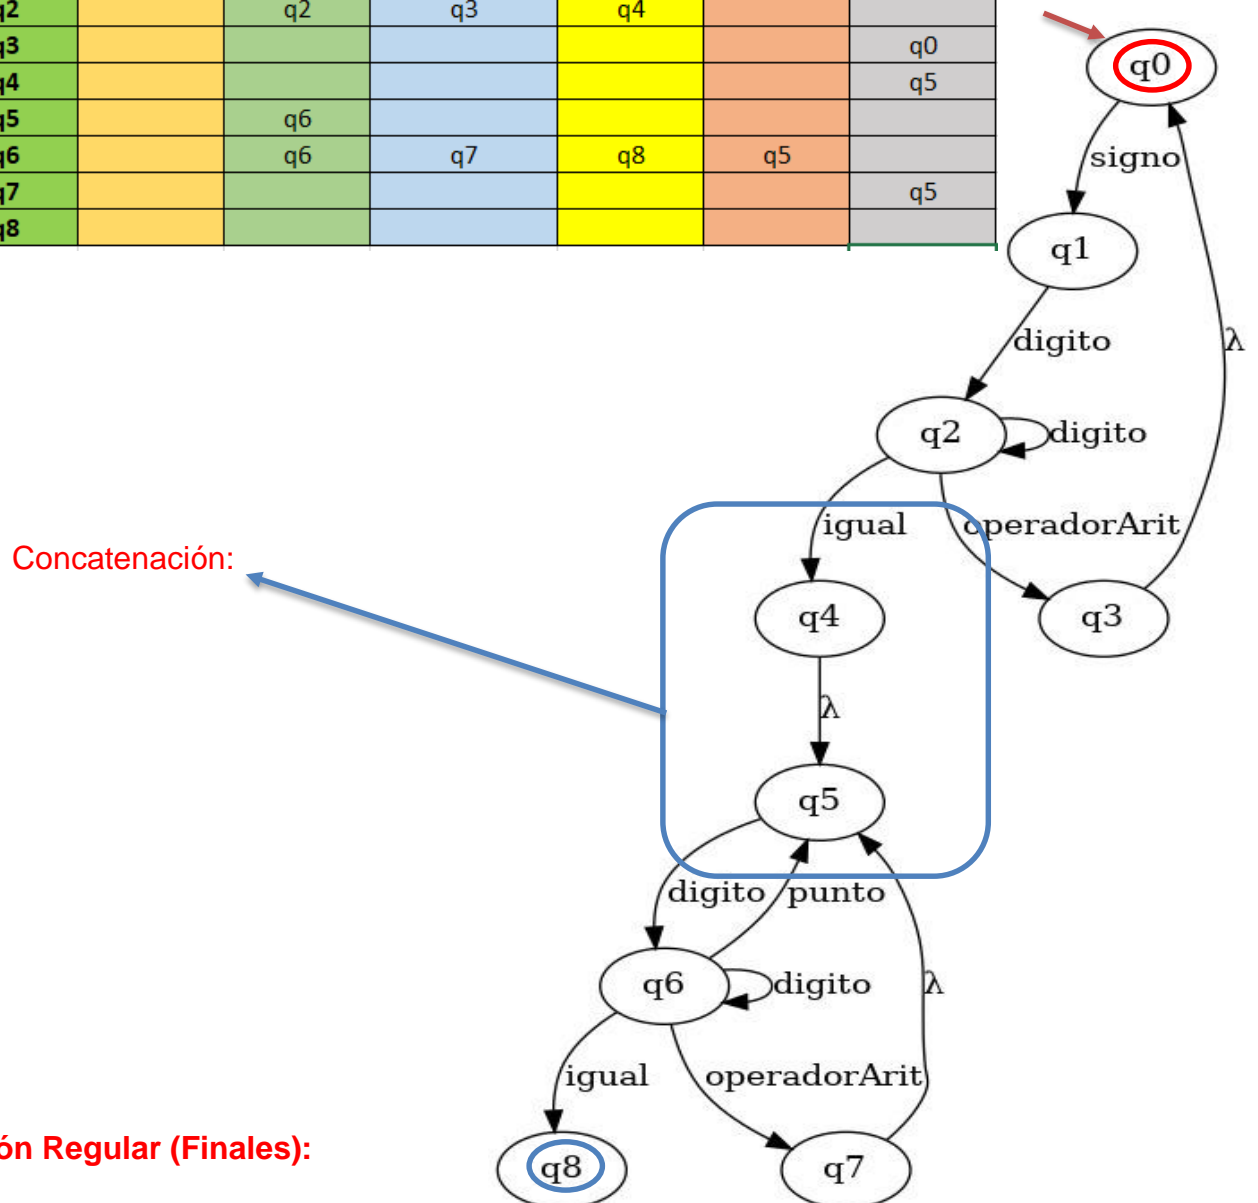 q2 q2 q3 q4
q3 q0
q4 q5
q5 q6
q6 q6 q7 q8 q5
q7 q5
q8
q0
signo
q1
digito
λ
q2
digito
igual
operadorArit
Concatenación:
q4
q3
λ
q5
digito
punto
q6
digito
λ
igual
operadorArit
ón Regular (Finales):
q8
q7